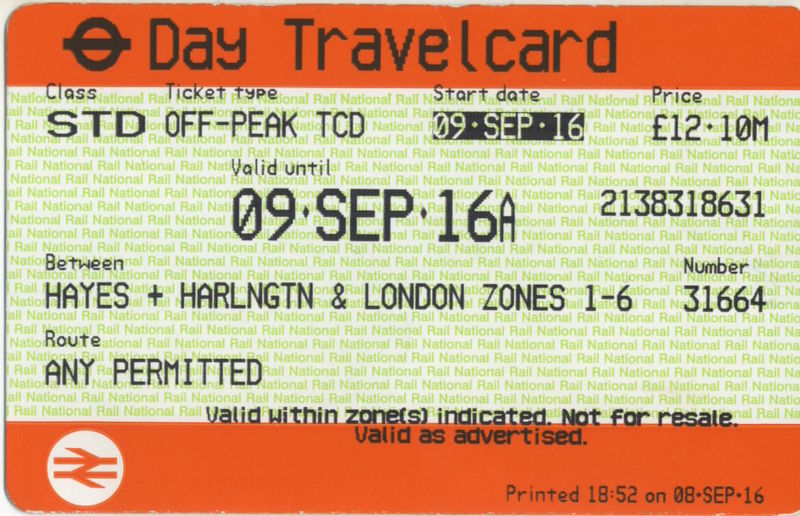 Day Travelcard
Class Ticket type Start date Price
STD OFF-PEAK TCD 09·SEP·16 £12·10M
Valid until
09·SEP·16A 2138318631
Between Number
HAYES + HARLNGTN & LONDON ZONES 1-6 31664
Route
ANY PERMITTED
Valid within zone(s) indicated. Not for resale.
Valid as advertised.
Printed 18:52 on 08·SEP·16